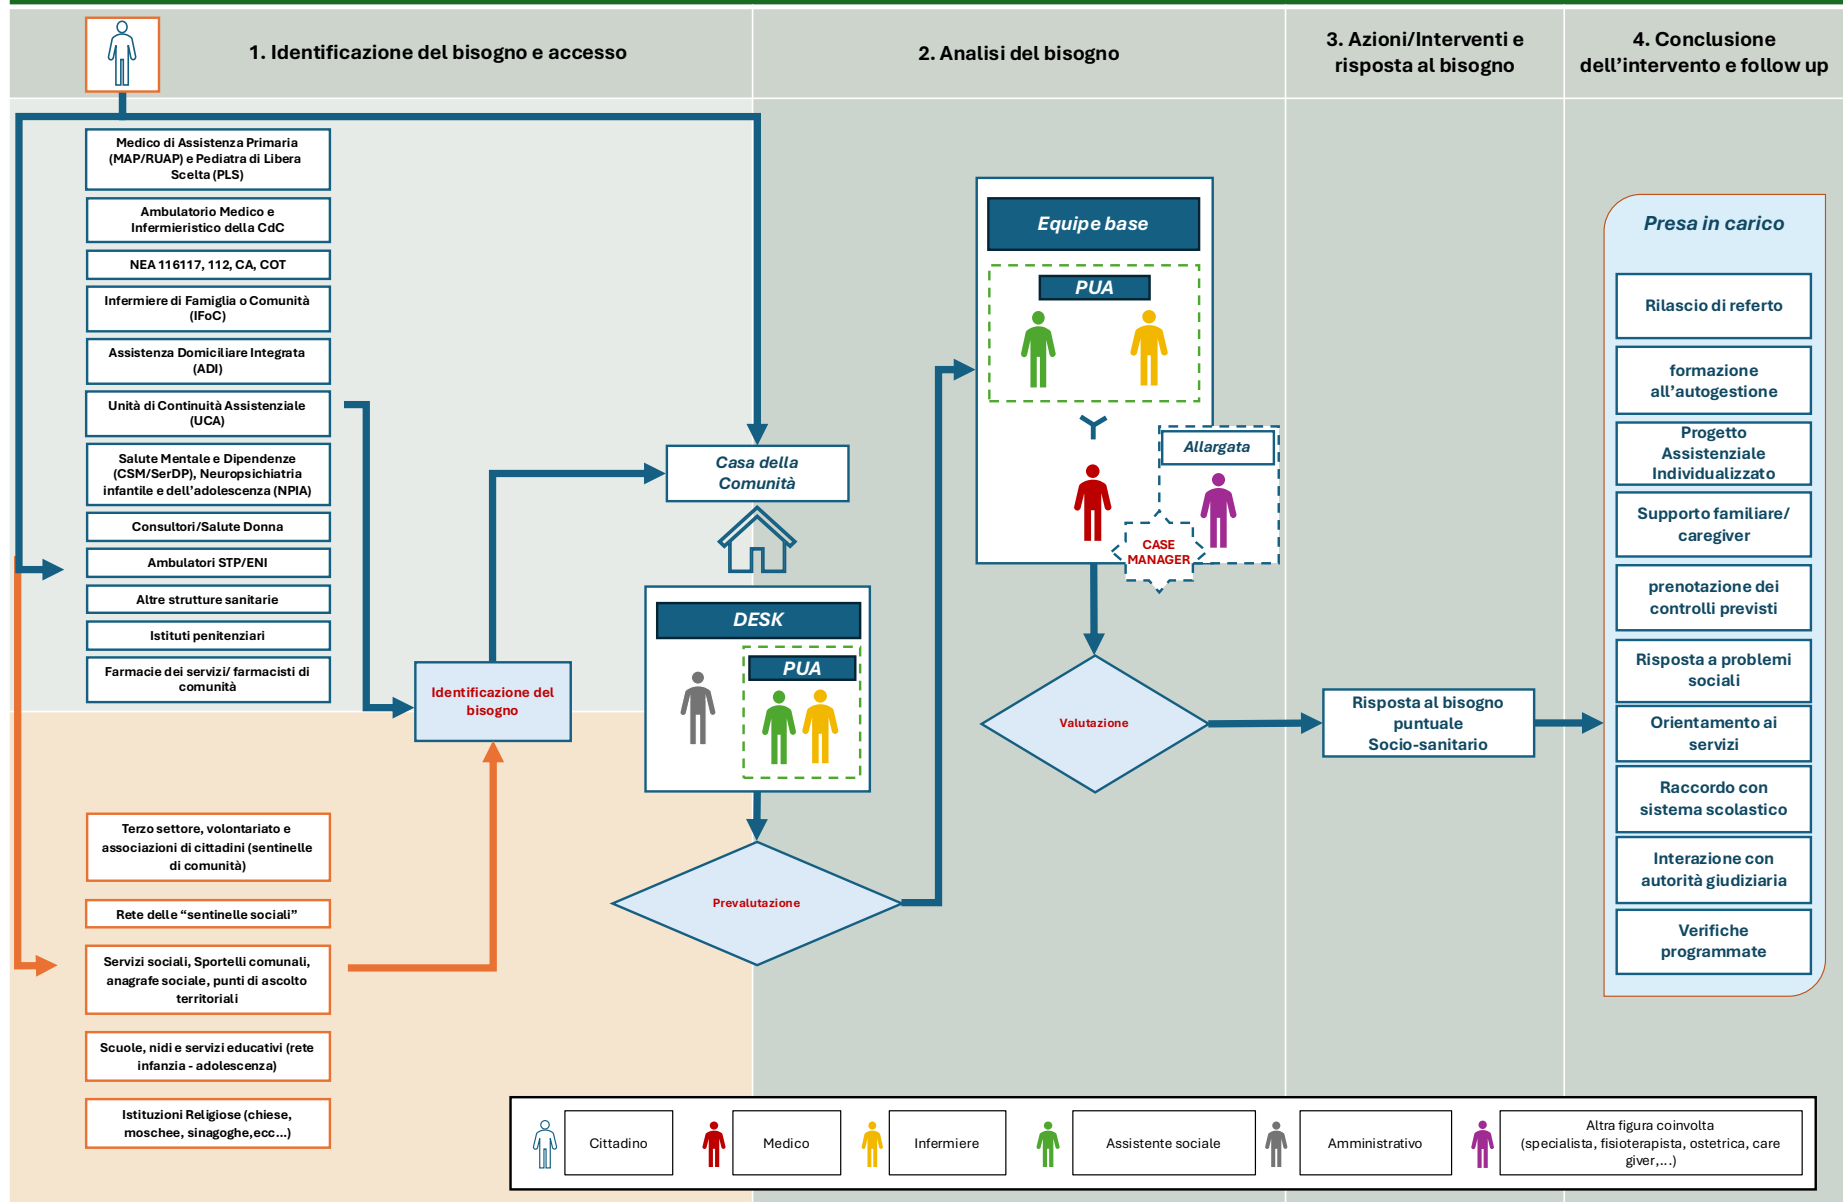 1. Identificazione del bisogno e accesso
2. Analisi del bisogno
3. Azioni/Interventi e
risposta al bisogno
4. Conclusione
dell'intervento e follow up
Medico di Assistenza Primaria
(MAP/RUAP) e Pediatra di Libera
Scelta (PLS)
Ambulatorio Medico e
Infermieristico della CdC
NEA 116117, 112, CA, COT
Infermiere di Famiglia o Comunità
(IFoC)
Assistenza Domiciliare Integrata
(ADI)
Unità di Continuità Assistenziale
(UCA)
Salute Mentale e Dipendenze
(CSM/SerDP), Neuropsichiatria
infantile e dell'adolescenza (NPIA)
Consultori/Salute Donna
Ambulatori STP/ENI
Altre strutture sanitarie
Istituti penitenziari
Farmacie dei servizi/ farmacisti di
comunità
Terzo settore, volontariato e
associazioni di cittadini (sentinelle
di comunità)
Rete delle “sentinelle sociali”
Servizi sociali, Sportelli comunali,
anagrafe sociale, punti di ascolto
territoriali
Scuole, nidi e servizi educativi (rete
infanzia - adolescenza)
Istituzioni Religiose (chiese,
moschee, sinagoghe,ecc...)
Identificazione del
bisogno
Casa della
Comunità
DESK
PUA
Prevalutazione
Equipe base
PUA
Allargata
CASE
MANAGER
Valutazione
Risposta al bisogno
puntuale
Socio-sanitario
Presa in carico
Rilascio di referto
formazione
all'autogestione
Progetto
Assistenziale
Individualizzato
Supporto familiare/
caregiver
prenotazione dei
controlli previsti
Risposta a problemi
sociali
Orientamento ai
servizi
Raccordo con
sistema scolastico
Interazione con
autorità giudiziaria
Verifiche
programmate
Cittadino
Medico
Infermiere
Assistente sociale
Amministrativo
Altra figura coinvolta
(specialista, fisioterapista, ostetrica, care
giver,...)